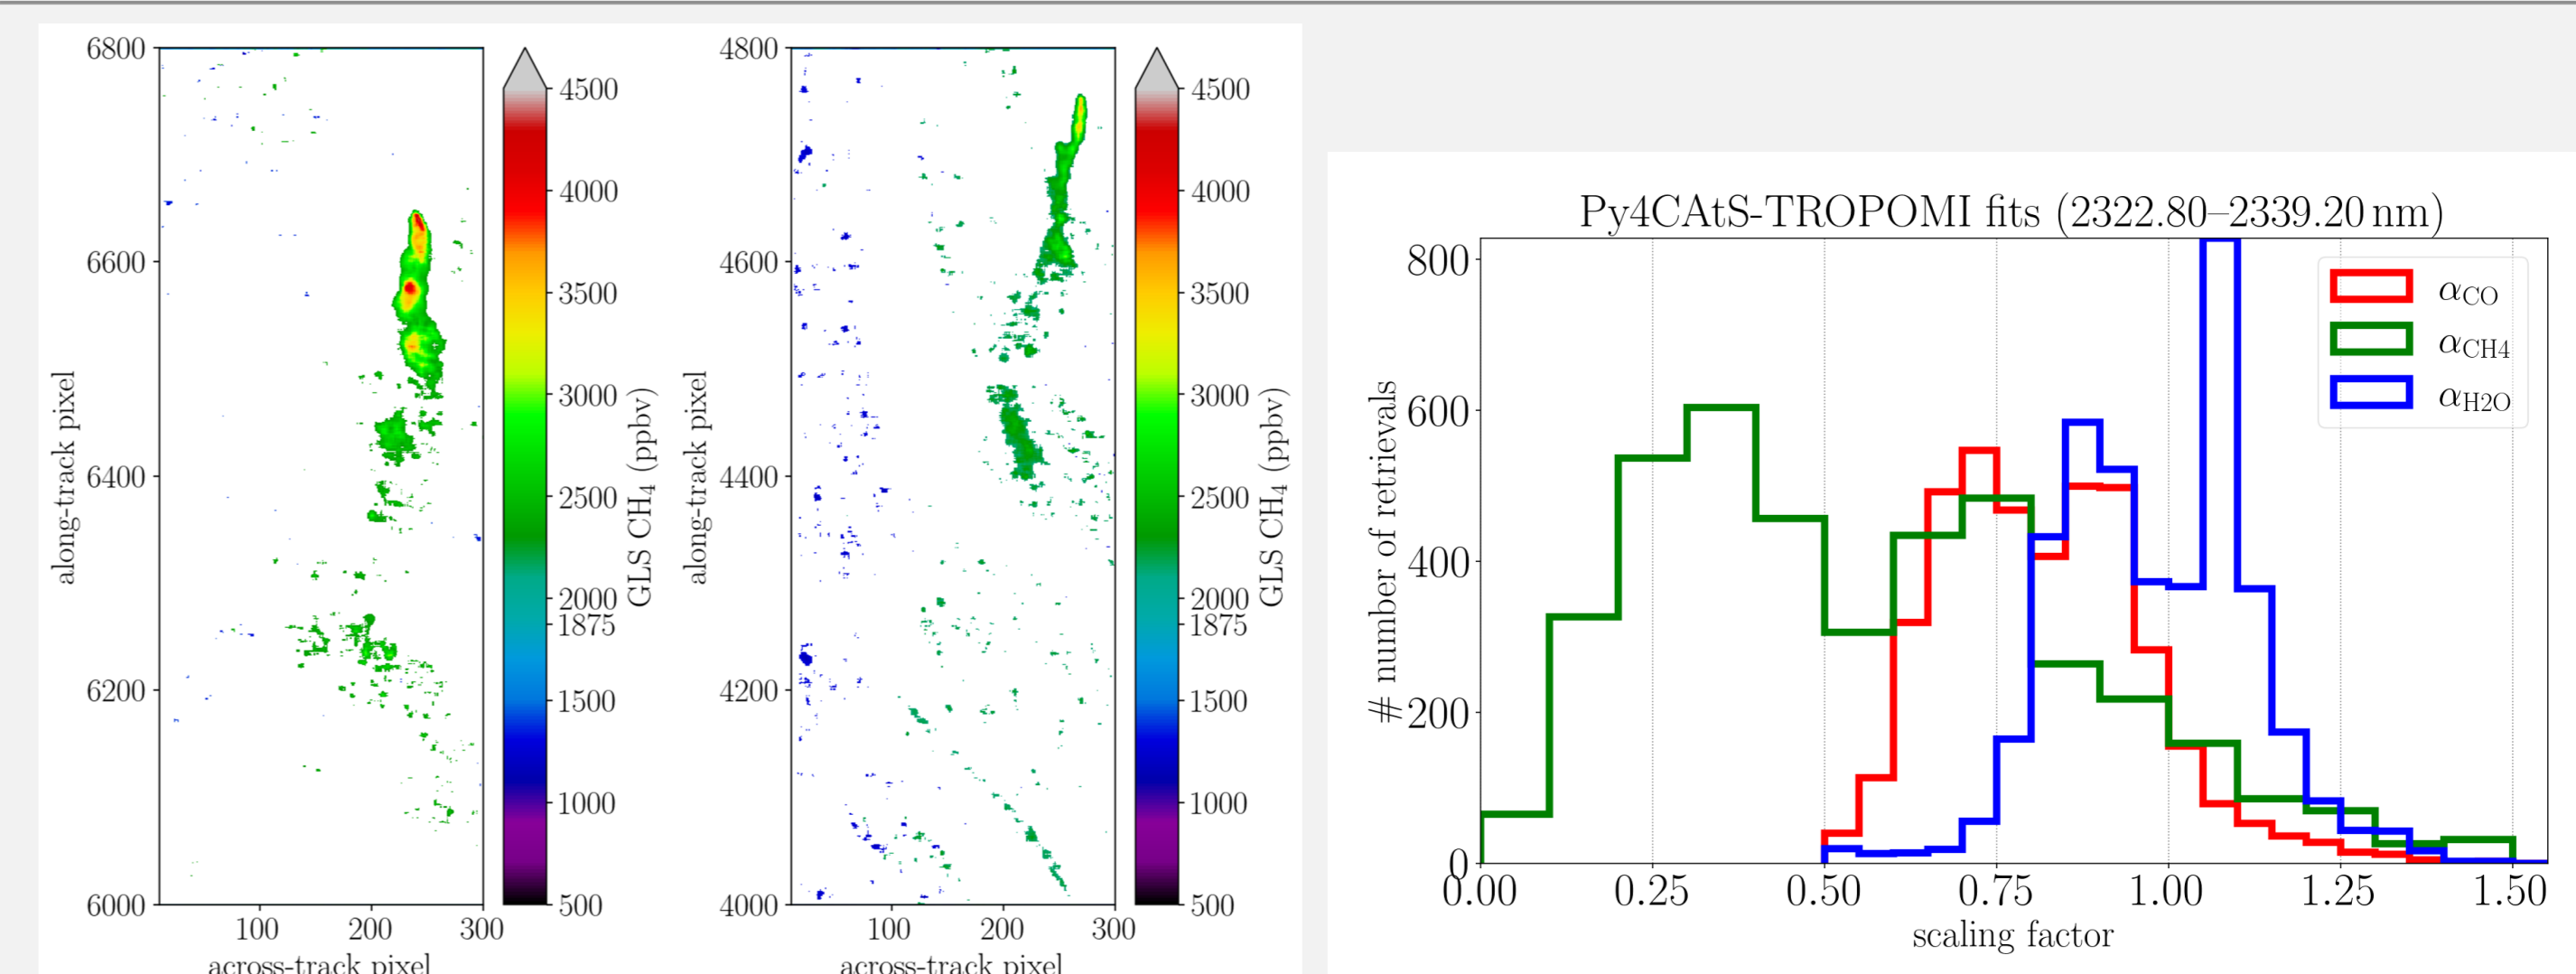 6800
6600
6400
6200
6000
100 200 300
along-track pixel
across-track pixel
4500
4000
3500
3000
2500
2000
1875
1500
1000
500
GLS CH₄ (ppbv)
4800
4600
4400
4200
4000
100 200 300
along-track pixel
across-track pixel
4500
4000
3500
3000
2500
2000
1875
1500
1000
500
GLS CH₄ (ppbv)
Py4CAtS-TROPOMI fits (2322.80–2339.20 nm)
800
600
400
200
0
# number of retrievals
α_CO
α_CH4
α_H2O
0.00 0.25 0.50 0.75 1.00 1.25 1.50
scaling factor